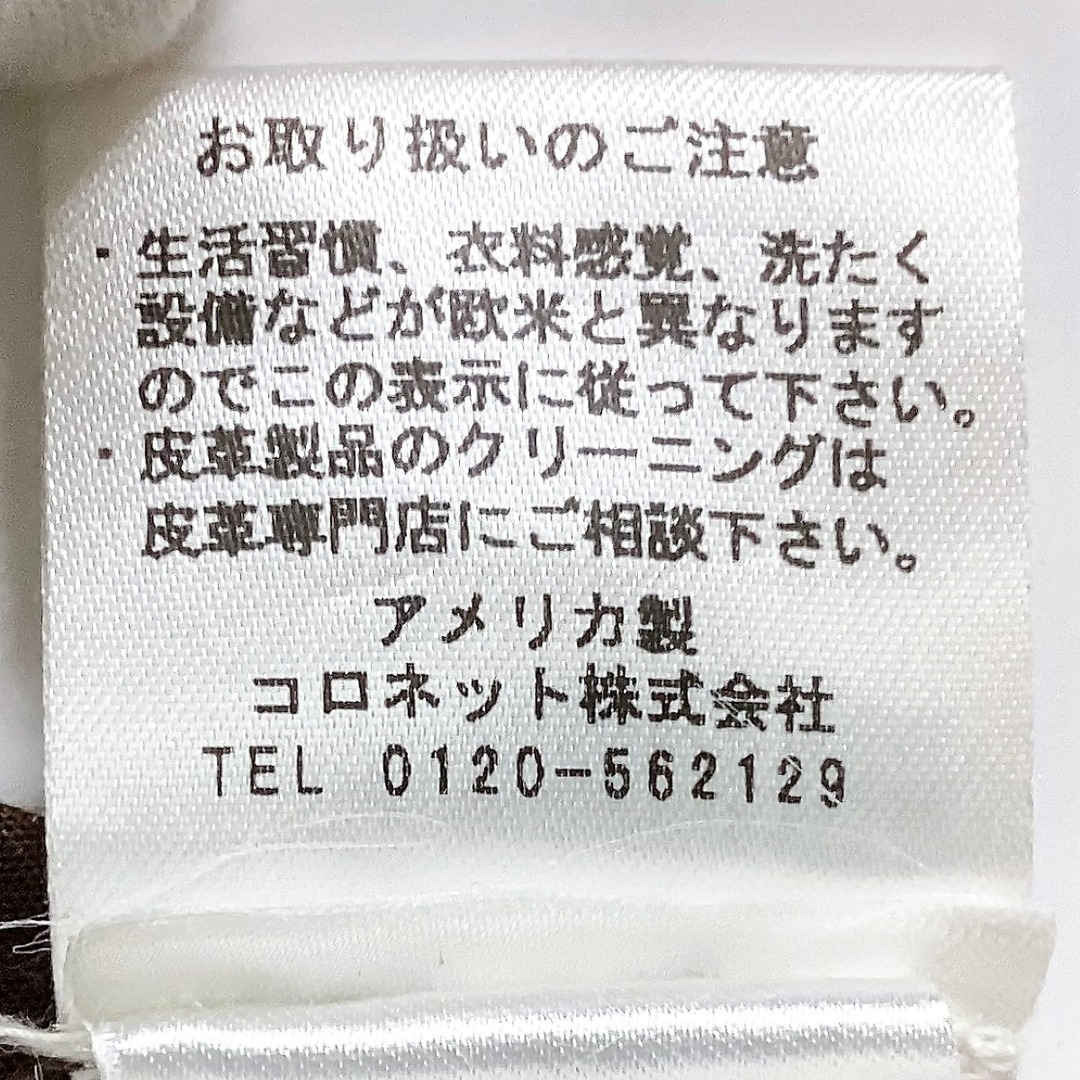 お取り扱いのご注意
・生活習慣、衣料感覚、洗たく
設備などが欧米と異なります
のでこの表示に従って下さい。
・皮革製品のクリーニングは
皮革専門店にご相談下さい。
アメリカ製
コロネット株式会社
TEL 0120-562129